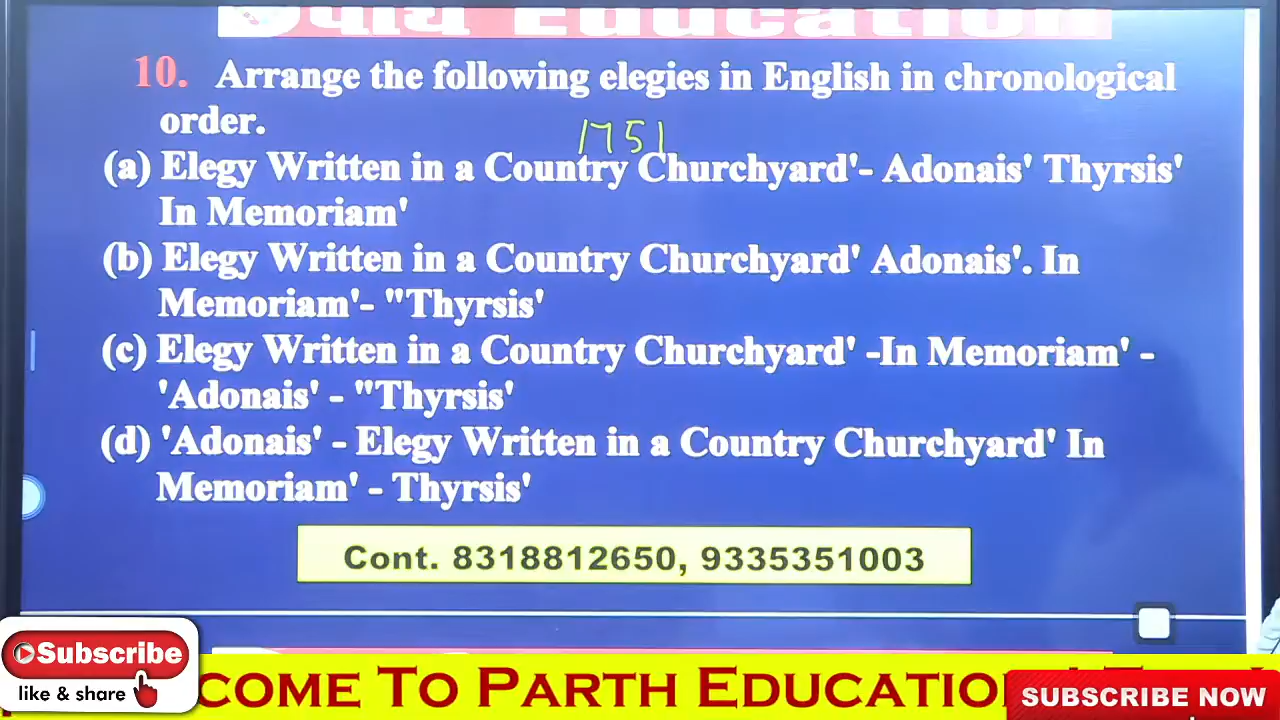 Education
10. Arrange the following elegies in English in chronological
order.
1751
(a) Elegy Written in a Country Churchyard'- Adonais' Thyrsis'
In Memoriam'
(b) Elegy Written in a Country Churchyard' Adonais'. In
Memoriam'- "Thyrsis'
(c) Elegy Written in a Country Churchyard' -In Memoriam' -
'Adonais' - "Thyrsis'
(d) 'Adonais' - Elegy Written in a Country Churchyard' In
Memoriam' - Thyrsis'
Cont. 8318812650, 9335351003
Subscribe
like & share
COME TO PARTH EDUCATION
SUBSCRIBE NOW